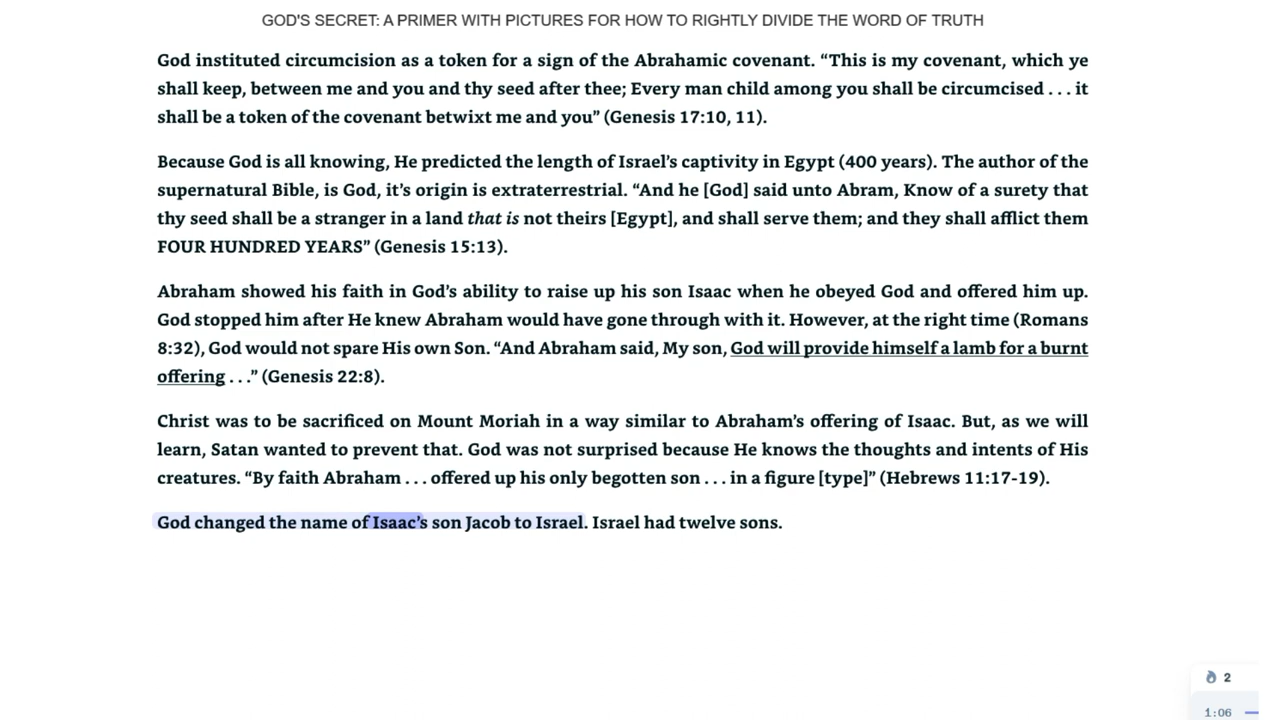 GOD'S SECRET: A PRIMER WITH PICTURES FOR HOW TO RIGHTLY DIVIDE THE WORD OF TRUTH
God instituted circumcision as a token for a sign of the Abrahamic covenant. “This is my covenant, which ye
shall keep, between me and you and thy seed after thee; Every man child among you shall be circumcised . . . it
shall be a token of the covenant betwixt me and you” (Genesis 17:10, 11).
Because God is all knowing, He predicted the length of Israel’s captivity in Egypt (400 years). The author of the
supernatural Bible, is God, it’s origin is extraterrestrial. “And he [God] said unto Abram, Know of a surety that
thy seed shall be a stranger in a land that is not theirs [Egypt], and shall serve them; and they shall afflict them
FOUR HUNDRED YEARS” (Genesis 15:13).
Abraham showed his faith in God’s ability to raise up his son Isaac when he obeyed God and offered him up.
God stopped him after He knew Abraham would have gone through with it. However, at the right time (Romans
8:32), God would not spare His own Son. “And Abraham said, My son, God will provide himself a lamb for a burnt
offering . . .” (Genesis 22:8).
Christ was to be sacrificed on Mount Moriah in a way similar to Abraham’s offering of Isaac. But, as we will
learn, Satan wanted to prevent that. God was not surprised because He knows the thoughts and intents of His
creatures. “By faith Abraham . . . offered up his only begotten son . . . in a figure [type]” (Hebrews 11:17-19).
God changed the name of Isaac’s son Jacob to Israel. Israel had twelve sons.
2
1:06